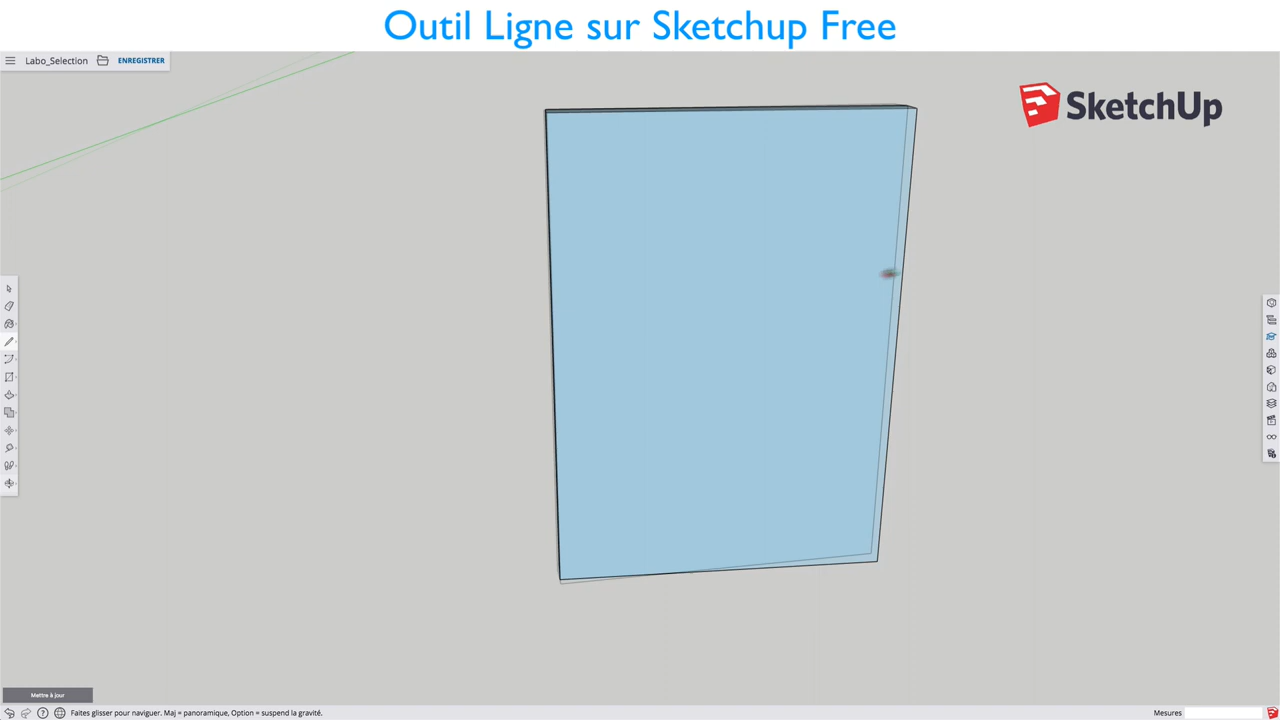 Outil Ligne sur Sketchup Free
Labo_Selection
ENREGISTRER
SketchUp
Mettre à jour
Faites glisser pour naviguer. Maj = panoramique, Option = suspend la gravité.
Mesures